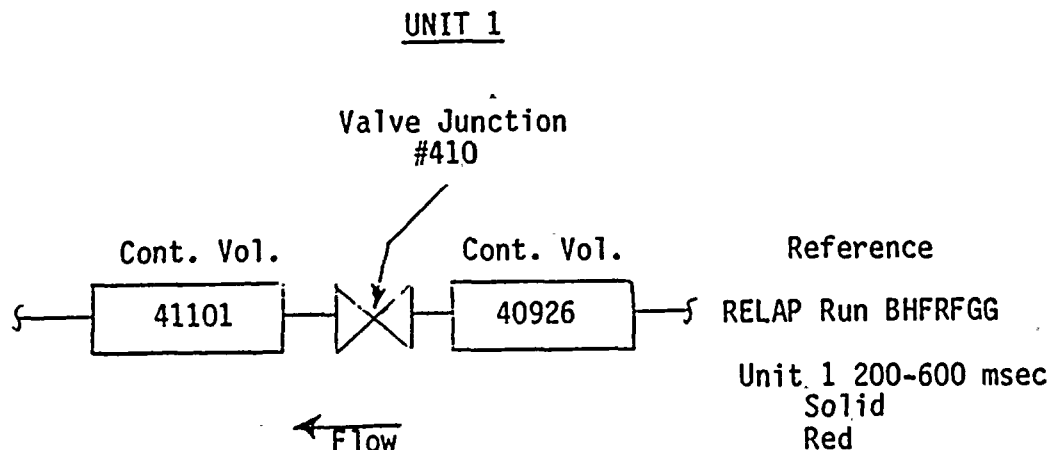 UNIT 1
Valve Junction
#410
Cont. Vol.
Cont. Vol.
Reference
41101
40926
RELAP Run BHFRFGG
Unit 1 200-600 msec
Solid
Red
Flow